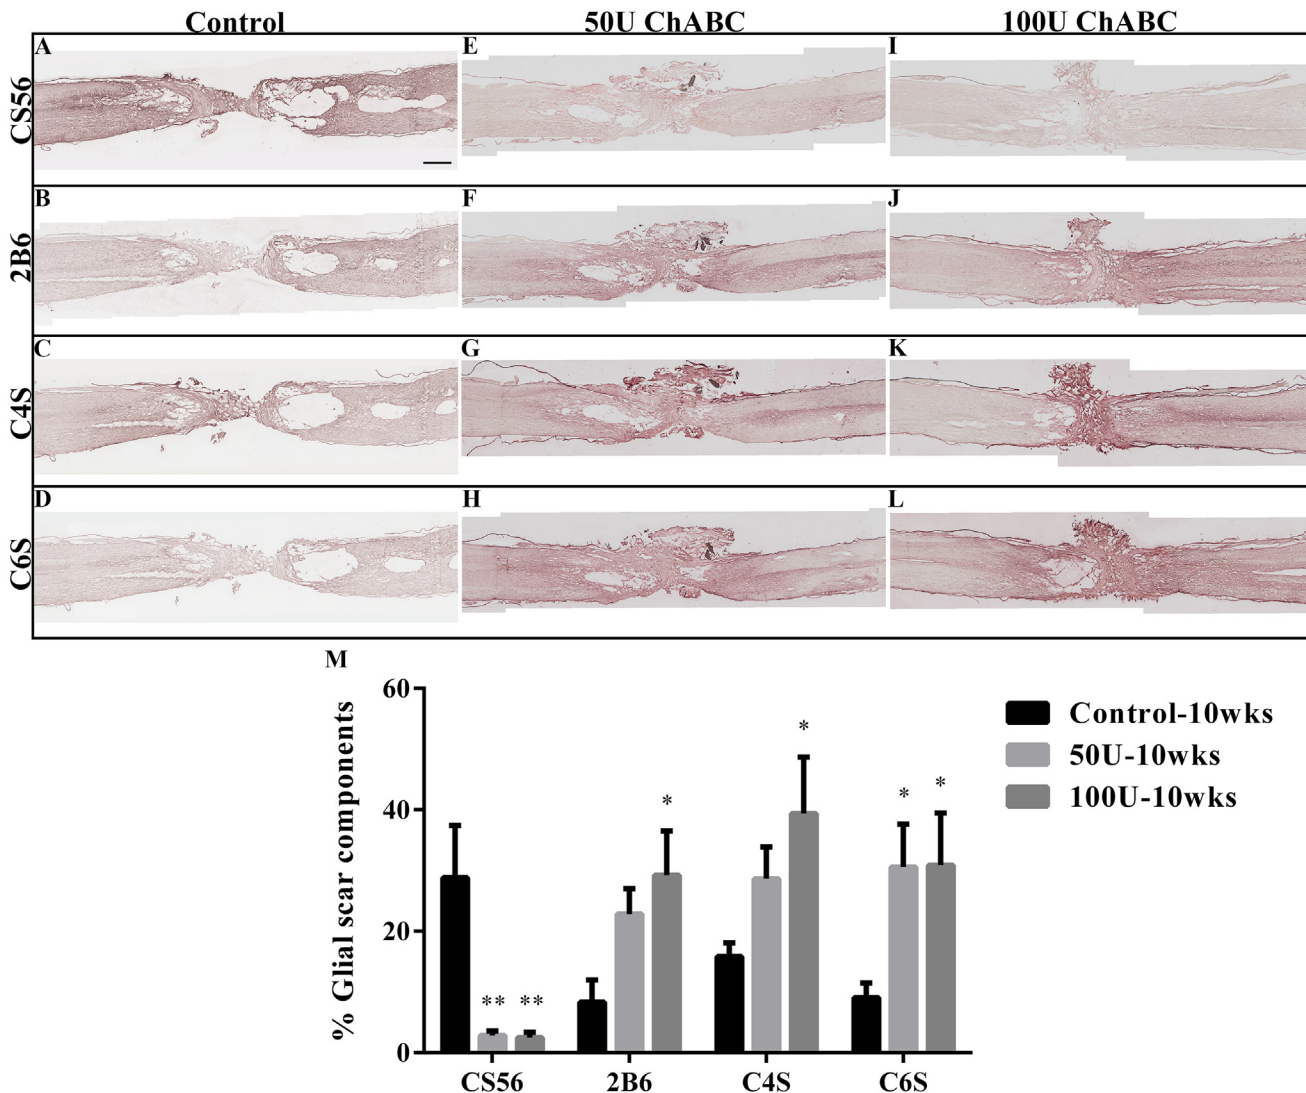 Control 50U ChABC 100U ChABC
CS56
A E I
2B6
B F J
C4S
C G K
C6S
D H L
M
% Glial scar components
60
40
20
0
** ** * * * *
CS56 2B6 C4S C6S
Control-10wks
50U-10wks
100U-10wks